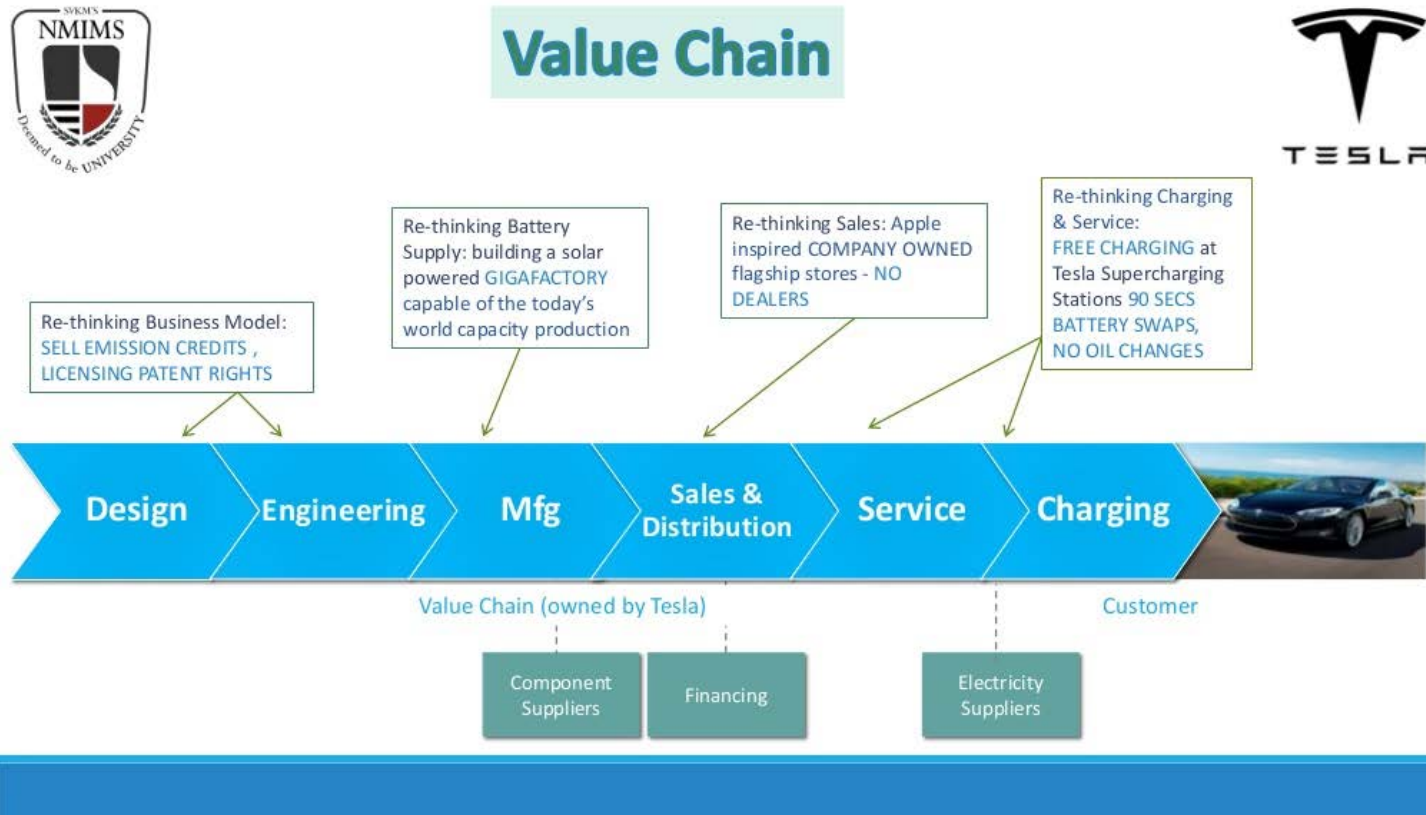 SVKM'S
NMIMS
Deemed to be UNIVERSITY
Value Chain
TESLA
Re-thinking Business Model:
SELL EMISSION CREDITS ,
LICENSING PATENT RIGHTS
Re-thinking Battery
Supply: building a solar
powered GIGAFACTORY
capable of the today's
world capacity production
Re-thinking Sales: Apple
inspired COMPANY OWNED
flagship stores - NO
DEALERS
Re-thinking Charging
& Service:
FREE CHARGING at
Tesla Supercharging
Stations 90 SECS
BATTERY SWAPS,
NO OIL CHANGES
Design
Engineering
Mfg
Sales &
Distribution
Service
Charging
Value Chain (owned by Tesla)
Customer
Component
Suppliers
Financing
Electricity
Suppliers